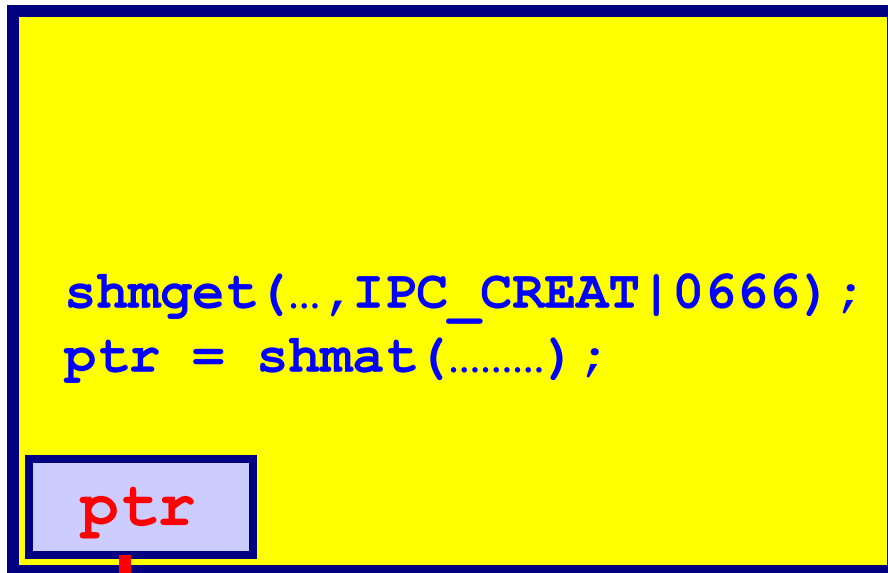 shmget(…,IPC_CREAT|0666);
ptr = shmat(………);
ptr